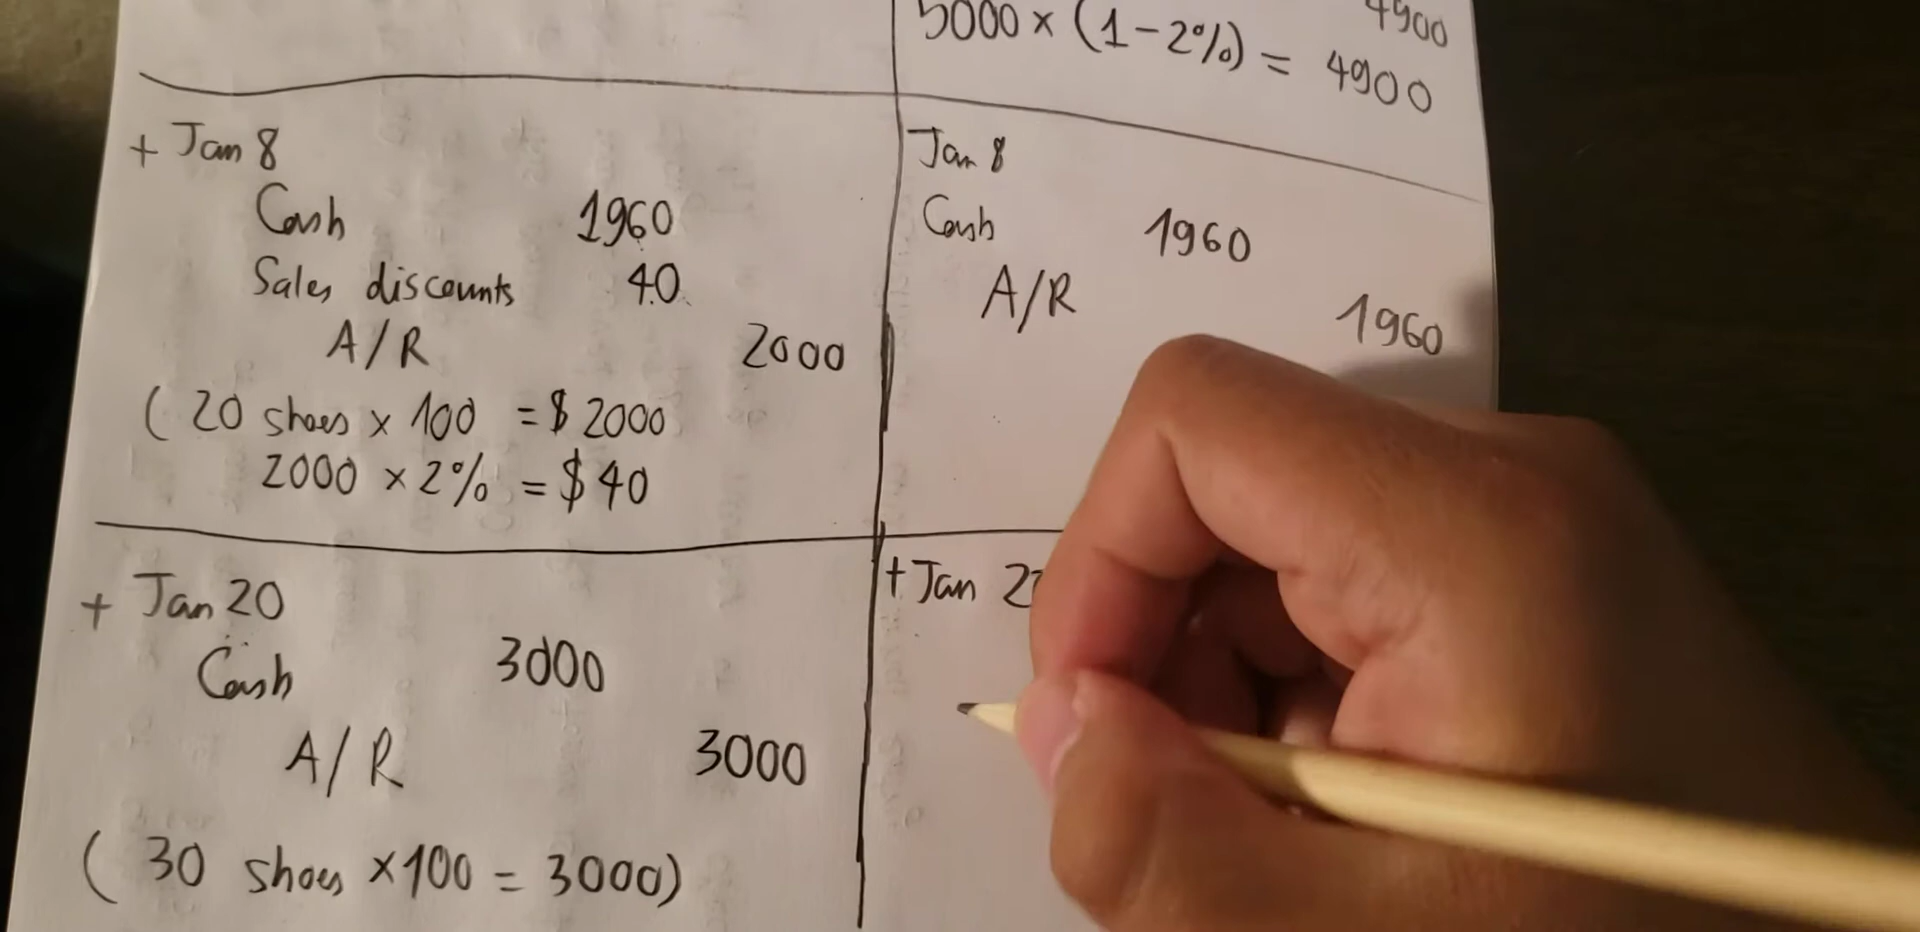 5000 × (1 - 2%) = 4900
4900
+ Jan 8
Cash 1960
Sales discounts 40
A/R 2000
( 20 shoes × 100 = $ 2000
2000 × 2% = $ 40
Jan 8
Cash 1960
A/R 1960
+ Jan 20
Cash 3000
A/R 3000
( 30 shoes × 100 = 3000)
+ Jan